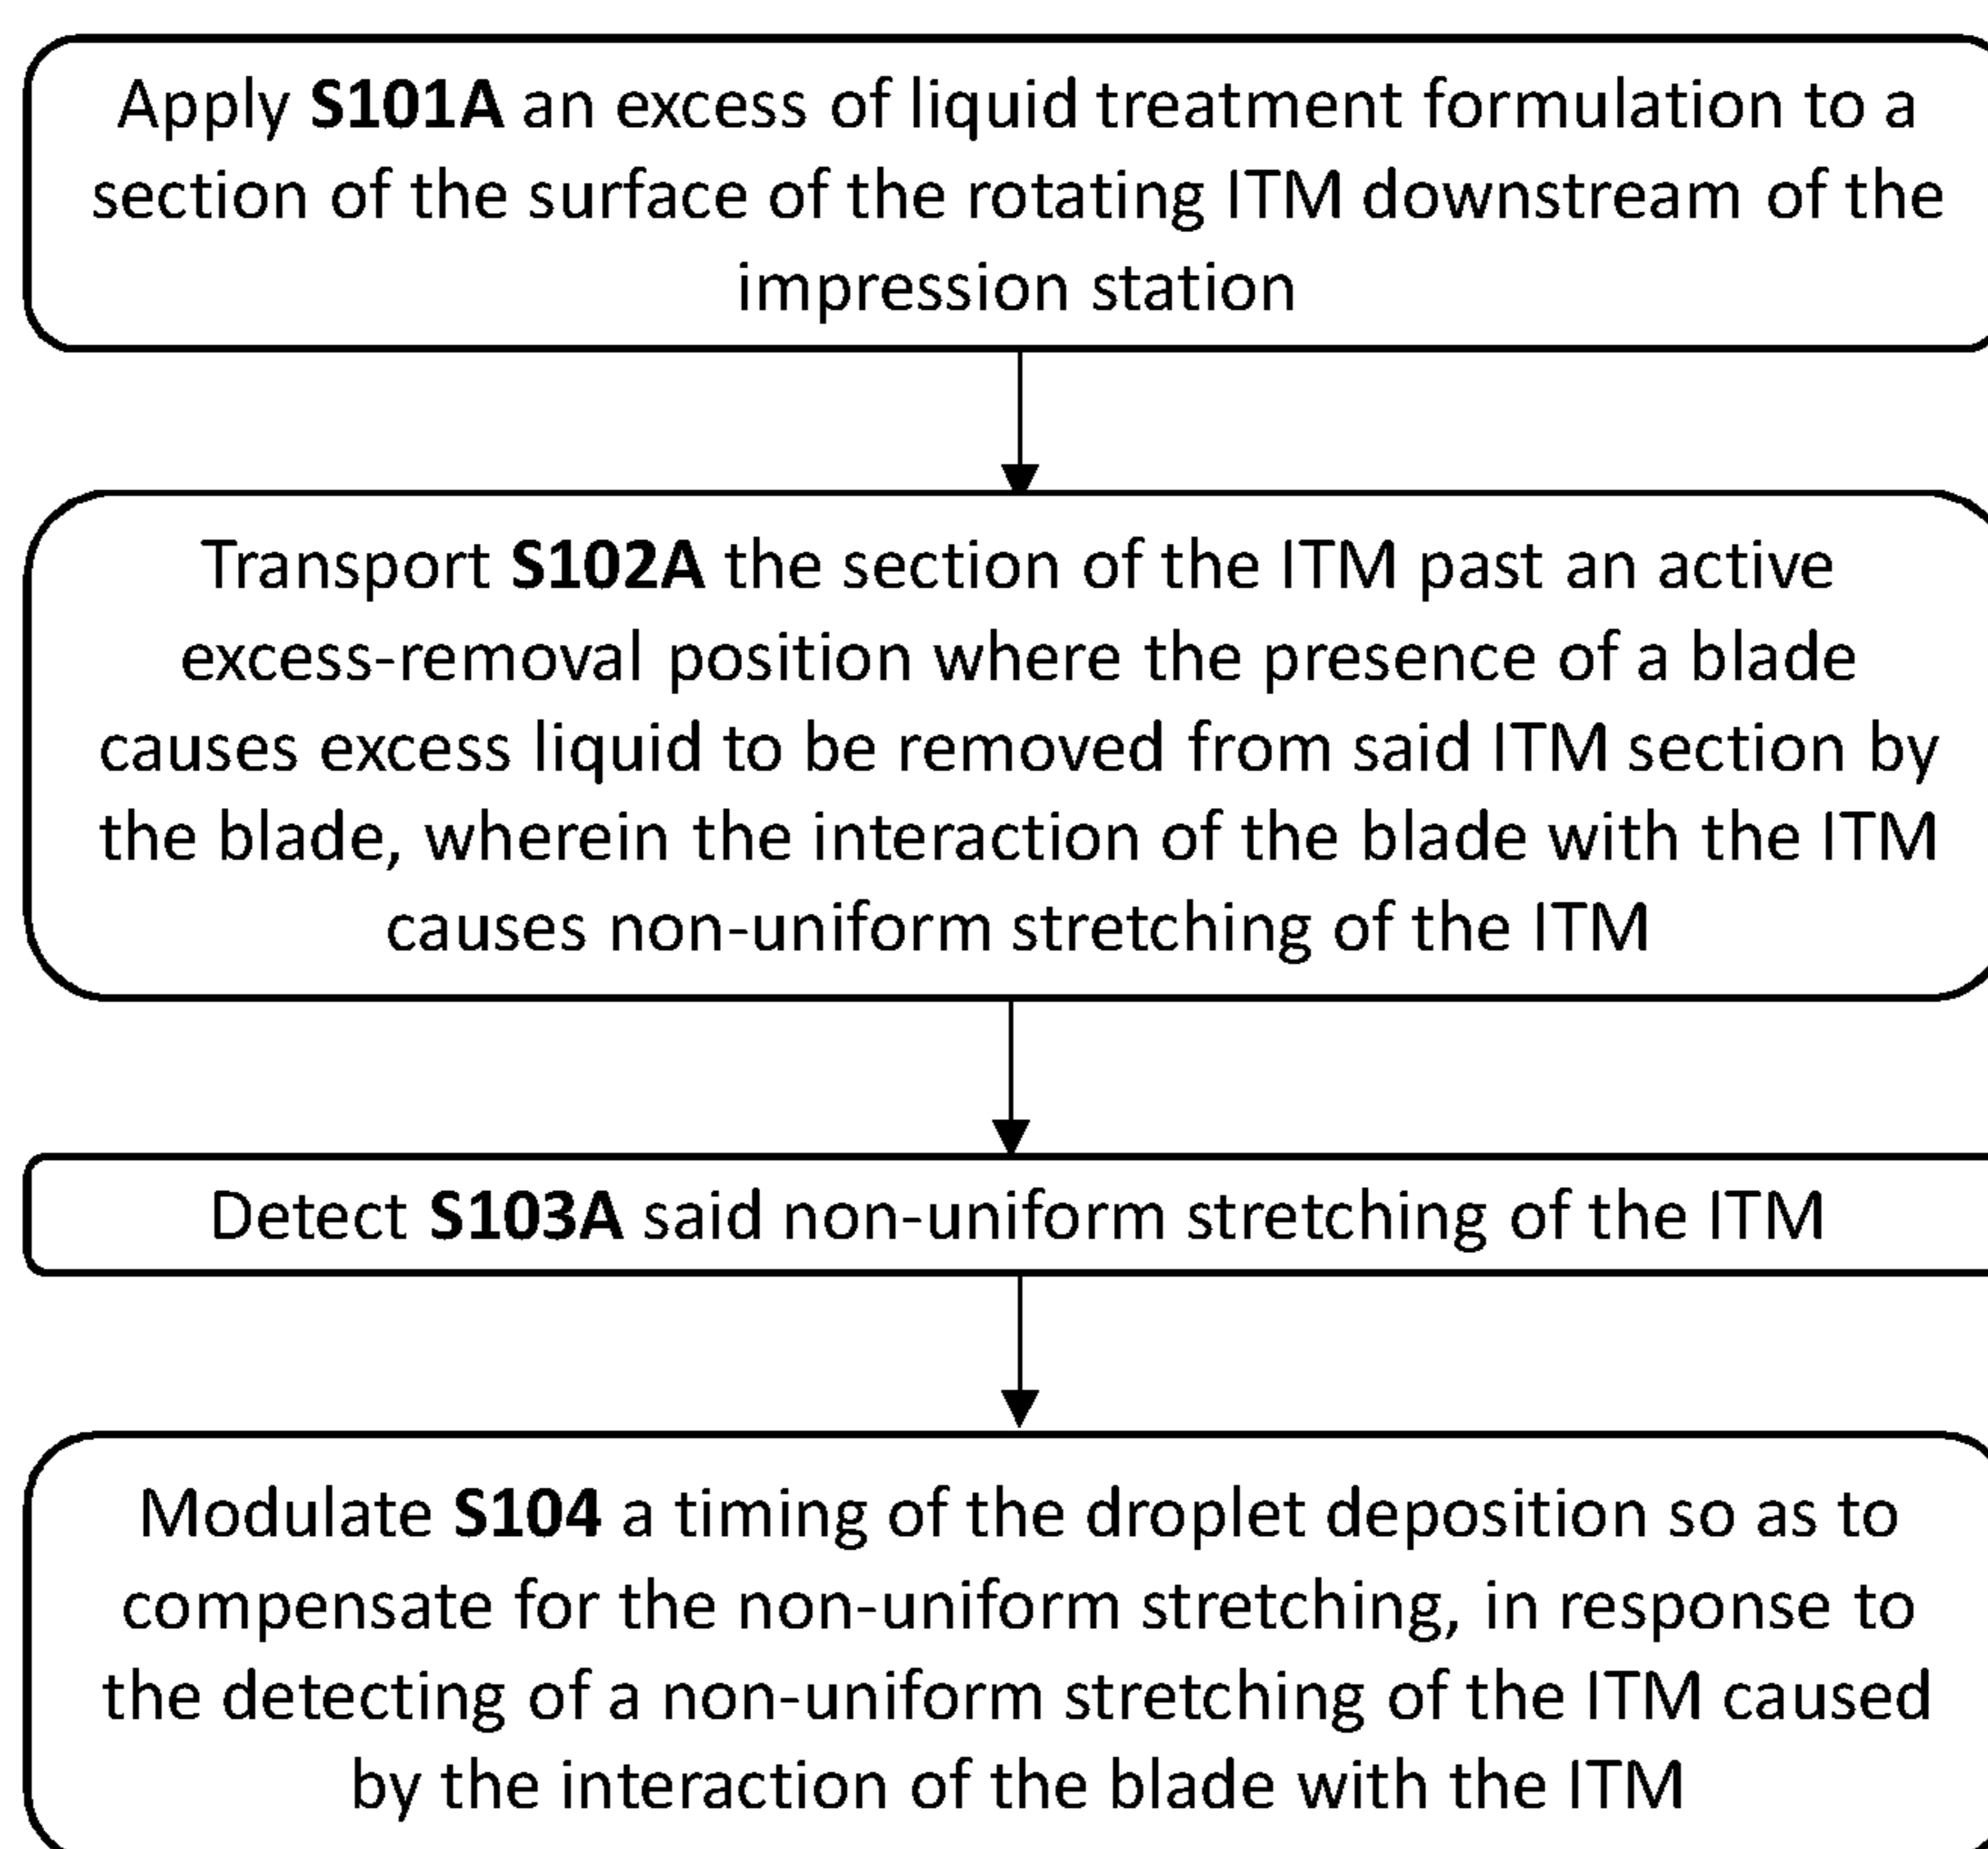 Apply S101A an excess of liquid treatment formulation to a
section of the surface of the rotating ITM downstream of the
impression station
Transport S102A the section of the ITM past an active
excess-removal position where the presence of a blade
causes excess liquid to be removed from said ITM section by
the blade, wherein the interaction of the blade with the ITM
causes non-uniform stretching of the ITM
Detect S103A said non-uniform stretching of the ITM
Modulate S104 a timing of the droplet deposition so as to
compensate for the non-uniform stretching, in response to
the detecting of a non-uniform stretching of the ITM caused
by the interaction of the blade with the ITM